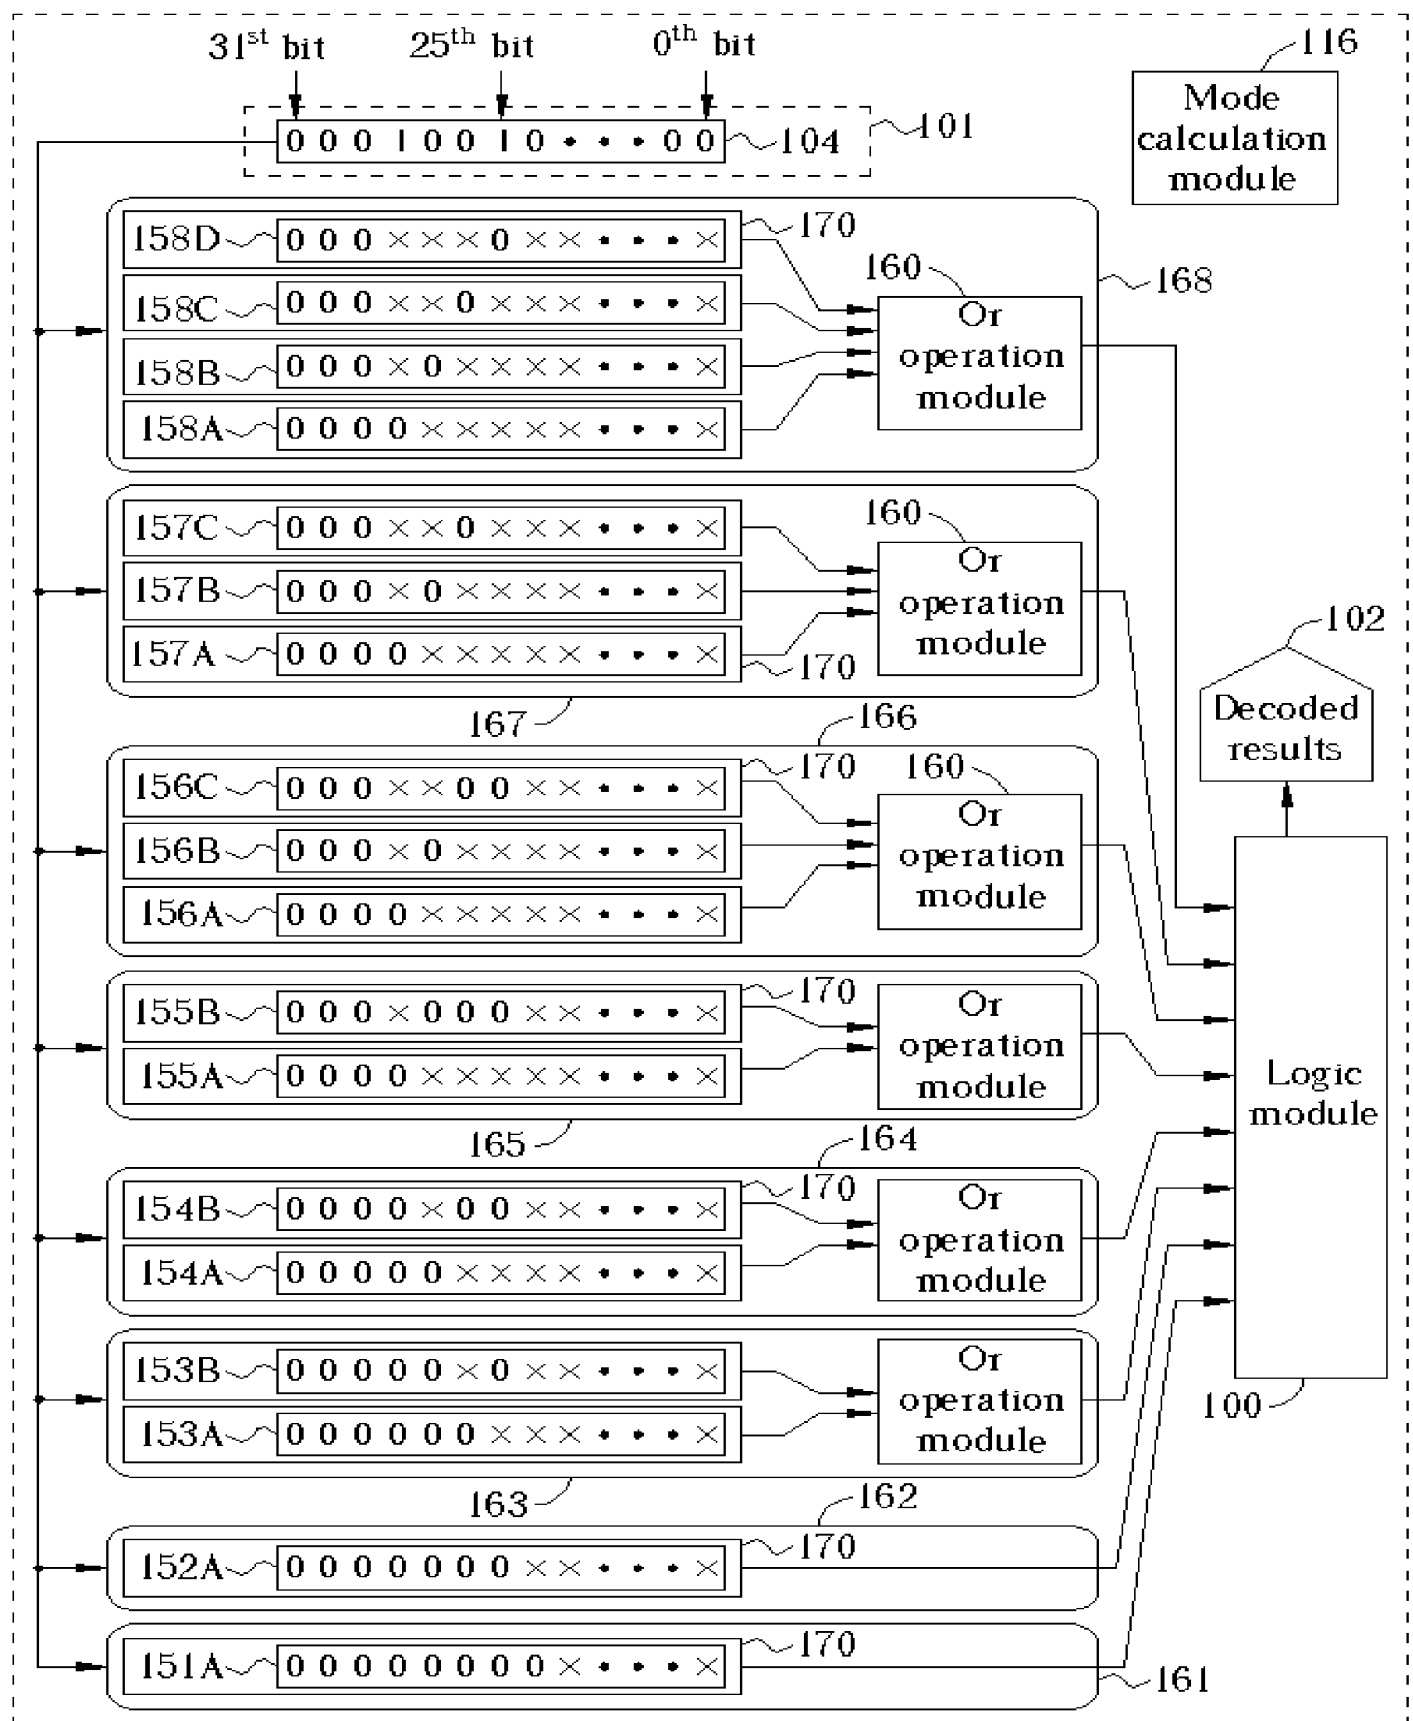 31st bit 25th bit 0th bit
116
Mode
calculation
module
0 0 0 1 0 0 1 0 • • • 0 0
104
101
158D 0 0 0 × × × 0 × × • • • ×
170
158C 0 0 0 × × 0 × × × • • • ×
158B 0 0 0 × 0 × × × × • • • ×
158A 0 0 0 0 × × × × × • • • ×
160
Or
operation
module
168
157C 0 0 0 × × 0 × × × • • • ×
157B 0 0 0 × 0 × × × × • • • ×
157A 0 0 0 0 × × × × × • • • ×
170
160
Or
operation
module
167
166
156C 0 0 0 × × 0 0 × × • • • ×
170
156B 0 0 0 × 0 × × × × • • • ×
156A 0 0 0 0 × × × × × • • • ×
160
Or
operation
module
102
Decoded
results
155B 0 0 0 × 0 0 0 × × • • • ×
170
155A 0 0 0 0 × × × × × • • • ×
Or
operation
module
165
Logic
module
100
164
154B 0 0 0 0 × 0 0 × × • • • ×
170
154A 0 0 0 0 0 × × × × • • • ×
Or
operation
module
153B 0 0 0 0 0 × 0 × × • • • ×
153A 0 0 0 0 0 0 × × × • • • ×
Or
operation
module
163
162
152A 0 0 0 0 0 0 0 × × • • • ×
170
151A 0 0 0 0 0 0 0 0 × • • • ×
170
161